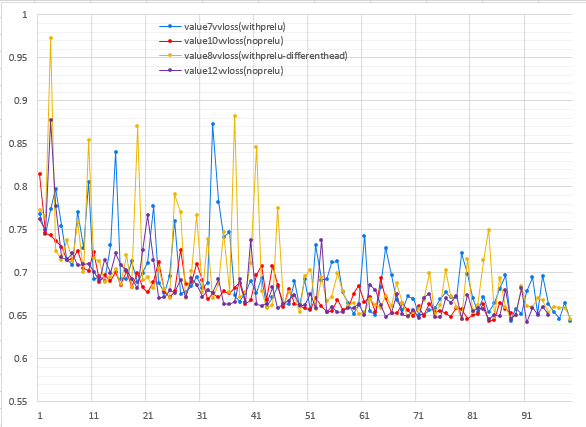 1
value7vvloss(withprelu)
value10vvloss(noprelu)
0.95
value8vvloss(withprelu-differenthead)
value12vvloss(noprelu)
0.9
0.85
0.8
0.75
0.7
0.65
0.6
0.55
1 11 21 31 41 51 61 71 81 91